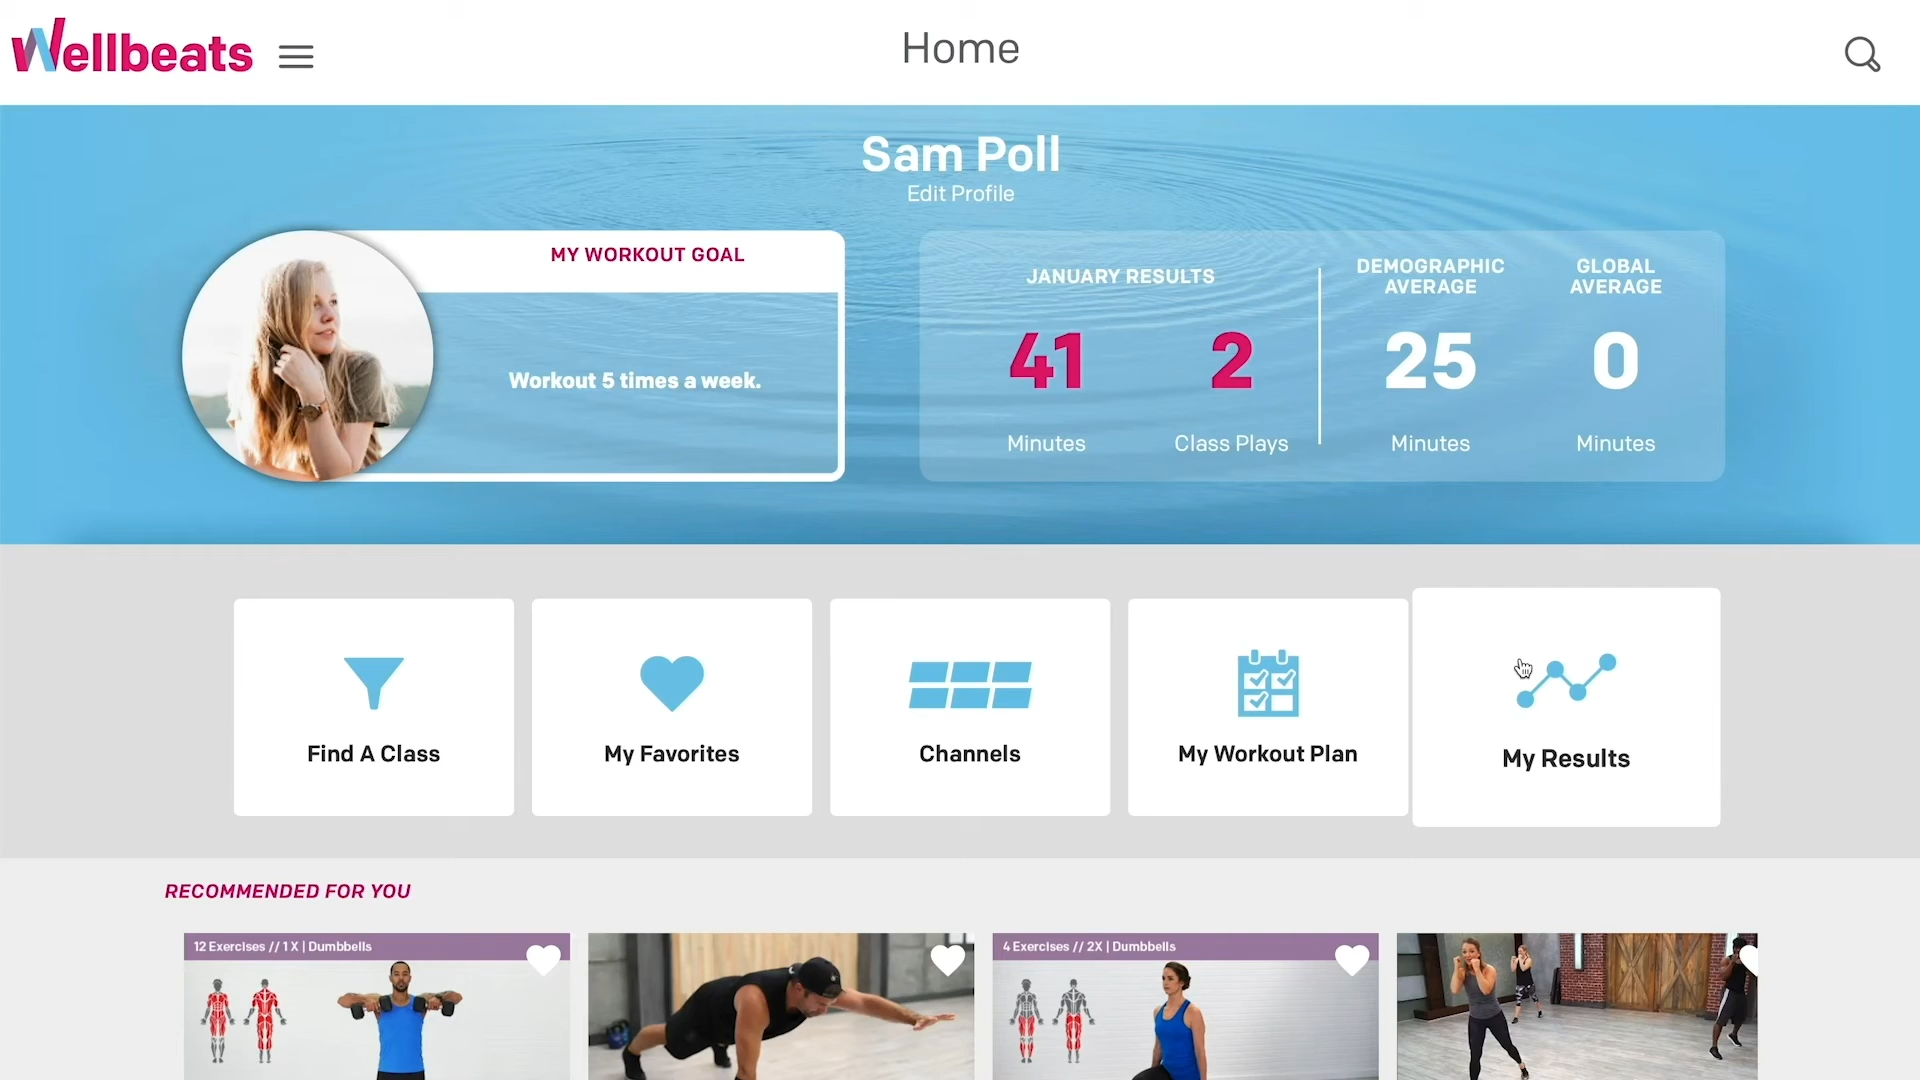 Wellbeats
Home
Sam Poll
Edit Profile
MY WORKOUT GOAL
Workout 5 times a week.
JANUARY RESULTS
41
Minutes
2
Class Plays
DEMOGRAPHIC
AVERAGE
25
Minutes
GLOBAL
AVERAGE
0
Minutes
Find A Class
My Favorites
Channels
My Workout Plan
My Results
RECOMMENDED FOR YOU
12 Exercises // 1 X | Dumbbells
4 Exercises // 2X | Dumbbells